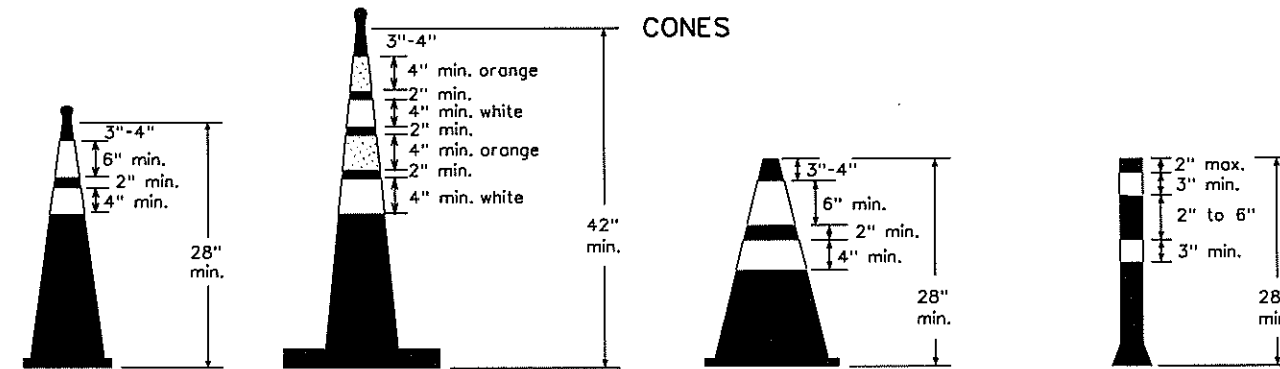 CONES
3"-4"
6" min.
2" min.
4" min.
28"
min.
3"-4"
4" min. orange
2" min.
4" min. white
2" min.
4" min. orange
2" min.
4" min. white
42"
min.
3"-4"
6" min.
2" min.
4" min.
28"
min.
2" max.
3" min.
2" to 6"
3" min.
28
min